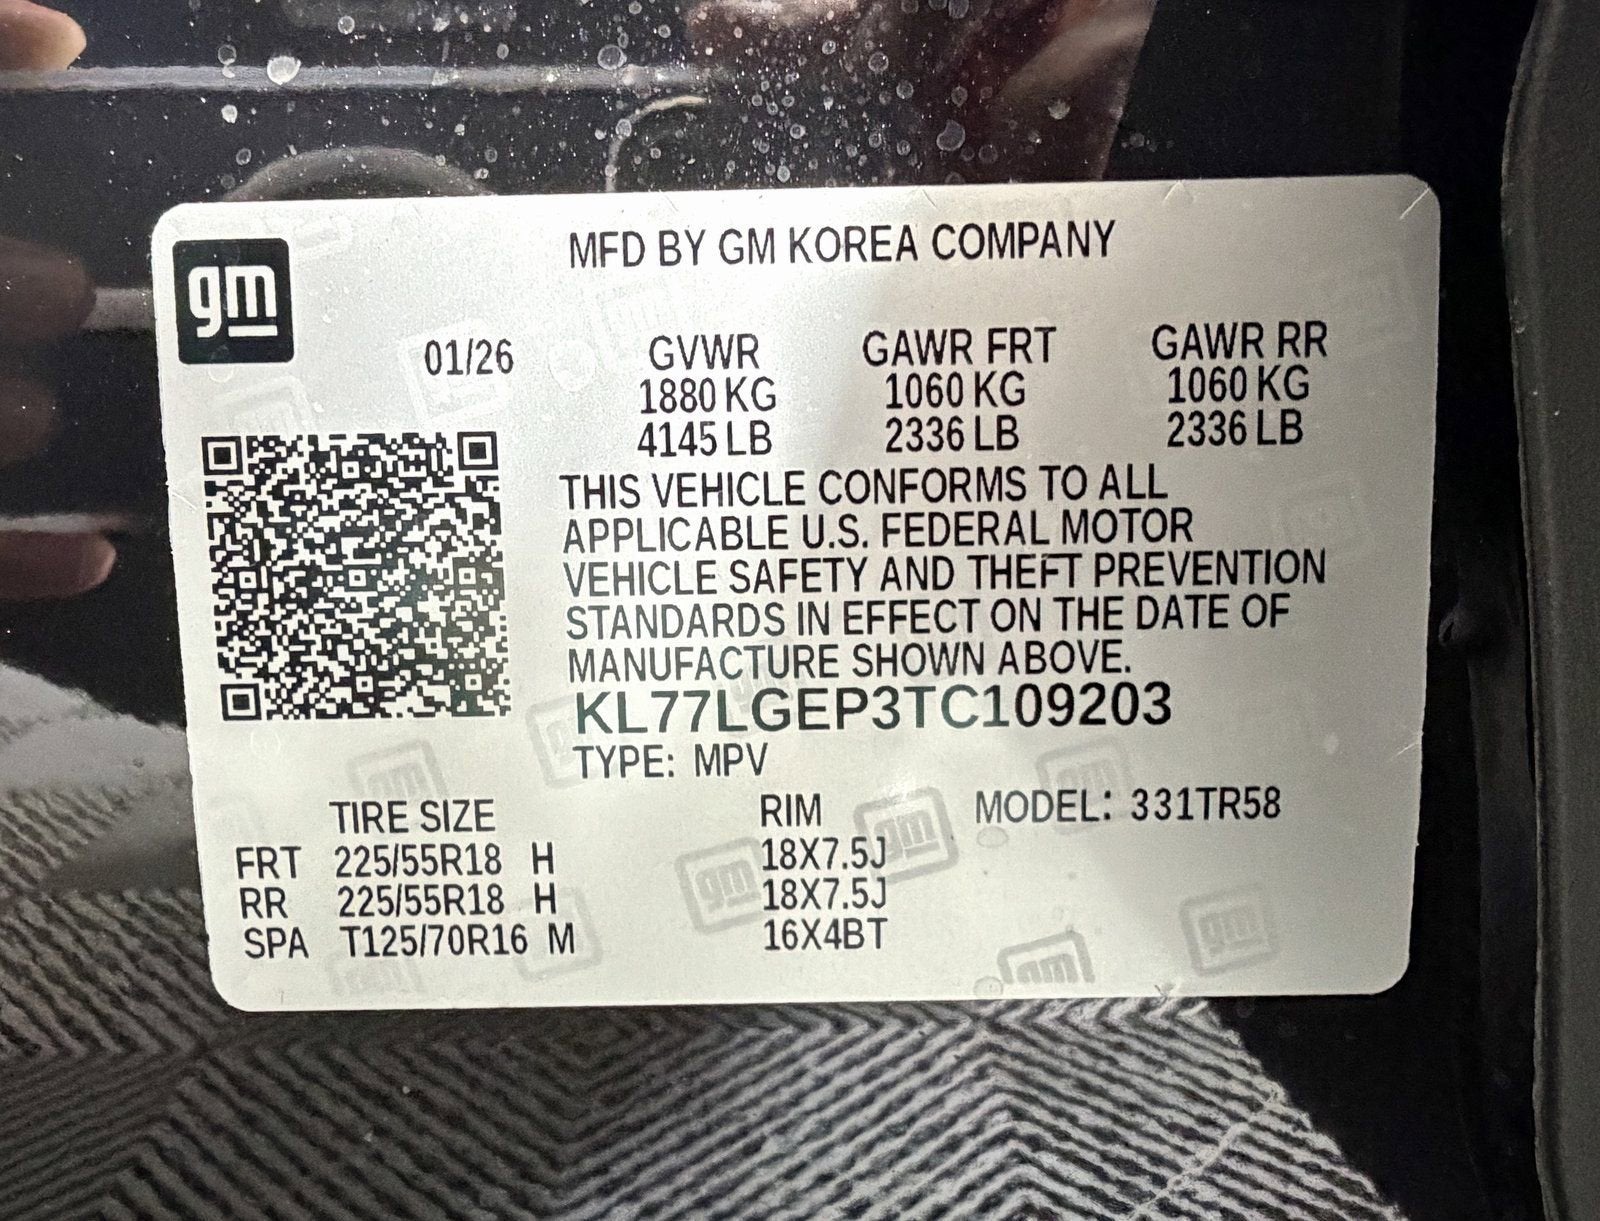 gm
MFD BY GM KOREA COMPANY
01/26 GVWR GAWR FRT GAWR RR
1880 KG 1060 KG 1060 KG
4145 LB 2336 LB 2336 LB
THIS VEHICLE CONFORMS TO ALL
APPLICABLE U.S. FEDERAL MOTOR
VEHICLE SAFETY AND THEFT PREVENTION
STANDARDS IN EFFECT ON THE DATE OF
MANUFACTURE SHOWN ABOVE.
KL77LGEP3TC109203
TYPE: MPV
TIRE SIZE RIM MODEL: 331TR58
FRT 225/55R18 H 18X7.5J
RR 225/55R18 H 18X7.5J
SPA T125/70R16 M 16X4BT